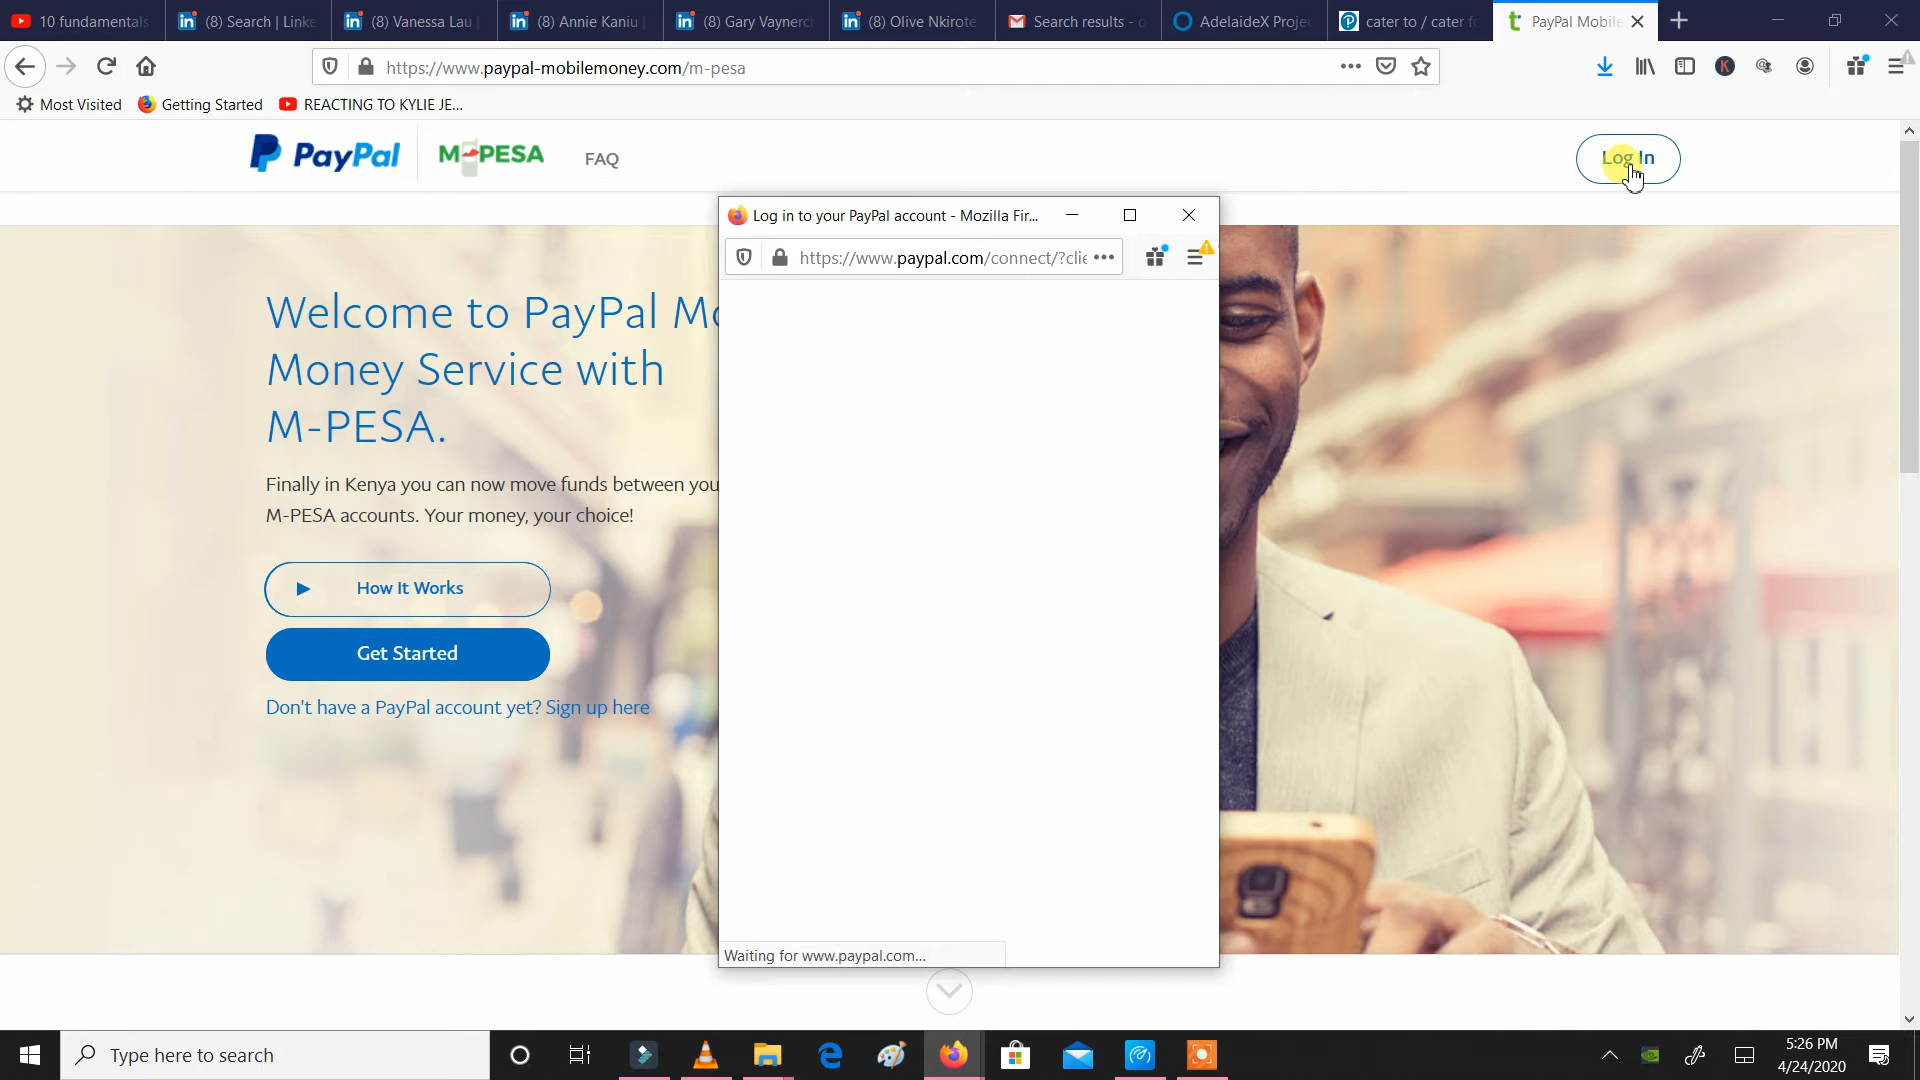 10 fundamentals
(8) Search | Linke
(8) Vanessa Lau |
(8) Annie Kaniu |
(8) Gary Vaynerch
(8) Olive Nkirote
Search results - o
AdelaideX Projec
cater to / cater fo
PayPal Mobile
https://www.paypal-mobilemoney.com/m-pesa
Most Visited
Getting Started
REACTING TO KYLIE JE...
PayPal
M-PESA
FAQ
Log In
Log in to your PayPal account - Mozilla Fir...
https://www.paypal.com/connect/?clie
Welcome to PayPal Mo
Money Service with
M-PESA.
Finally in Kenya you can now move funds between you
M-PESA accounts. Your money, your choice!
How It Works
Get Started
Don't have a PayPal account yet? Sign up here
Waiting for www.paypal.com...
Type here to search
5:26 PM
4/24/2020